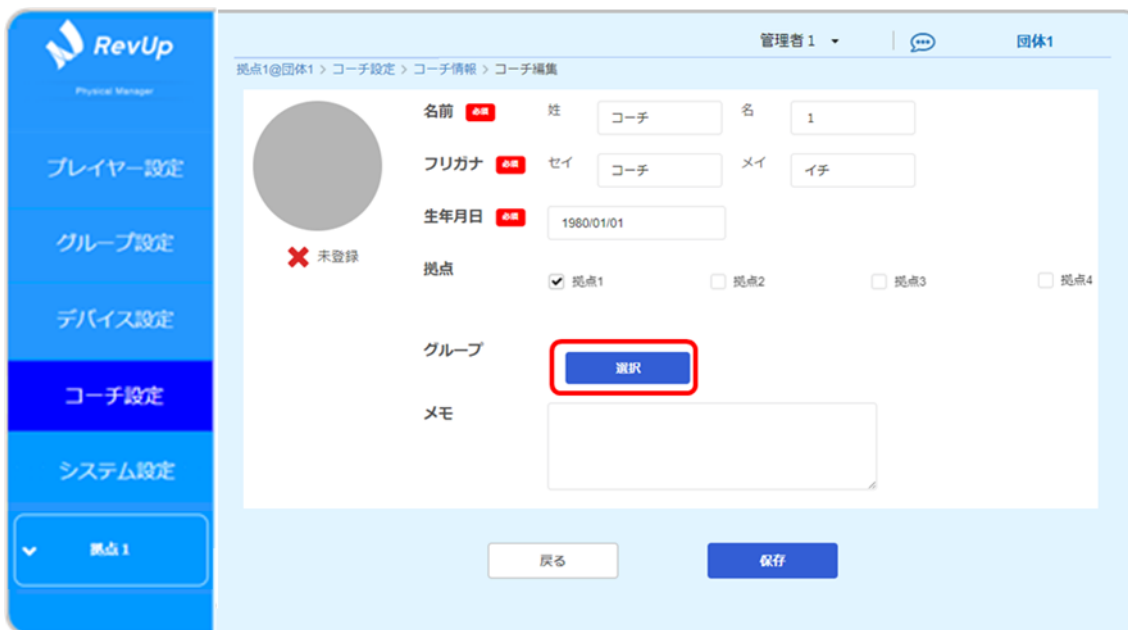 RevUp
Physical Manager
管理者1
団体1
拠点1@団体1 > コーチ設定 > コーチ情報 > コーチ編集
プレイヤー設定
グループ設定
デバイス設定
コーチ設定
システム設定
拠点1
名前 必須 姓 コーチ 名 1
フリガナ 必須 セイ コーチ メイ イチ
生年月日 必須 1980/01/01
未登録
拠点 拠点1 拠点2 拠点3 拠点4
グループ 選択
メモ
戻る 保存